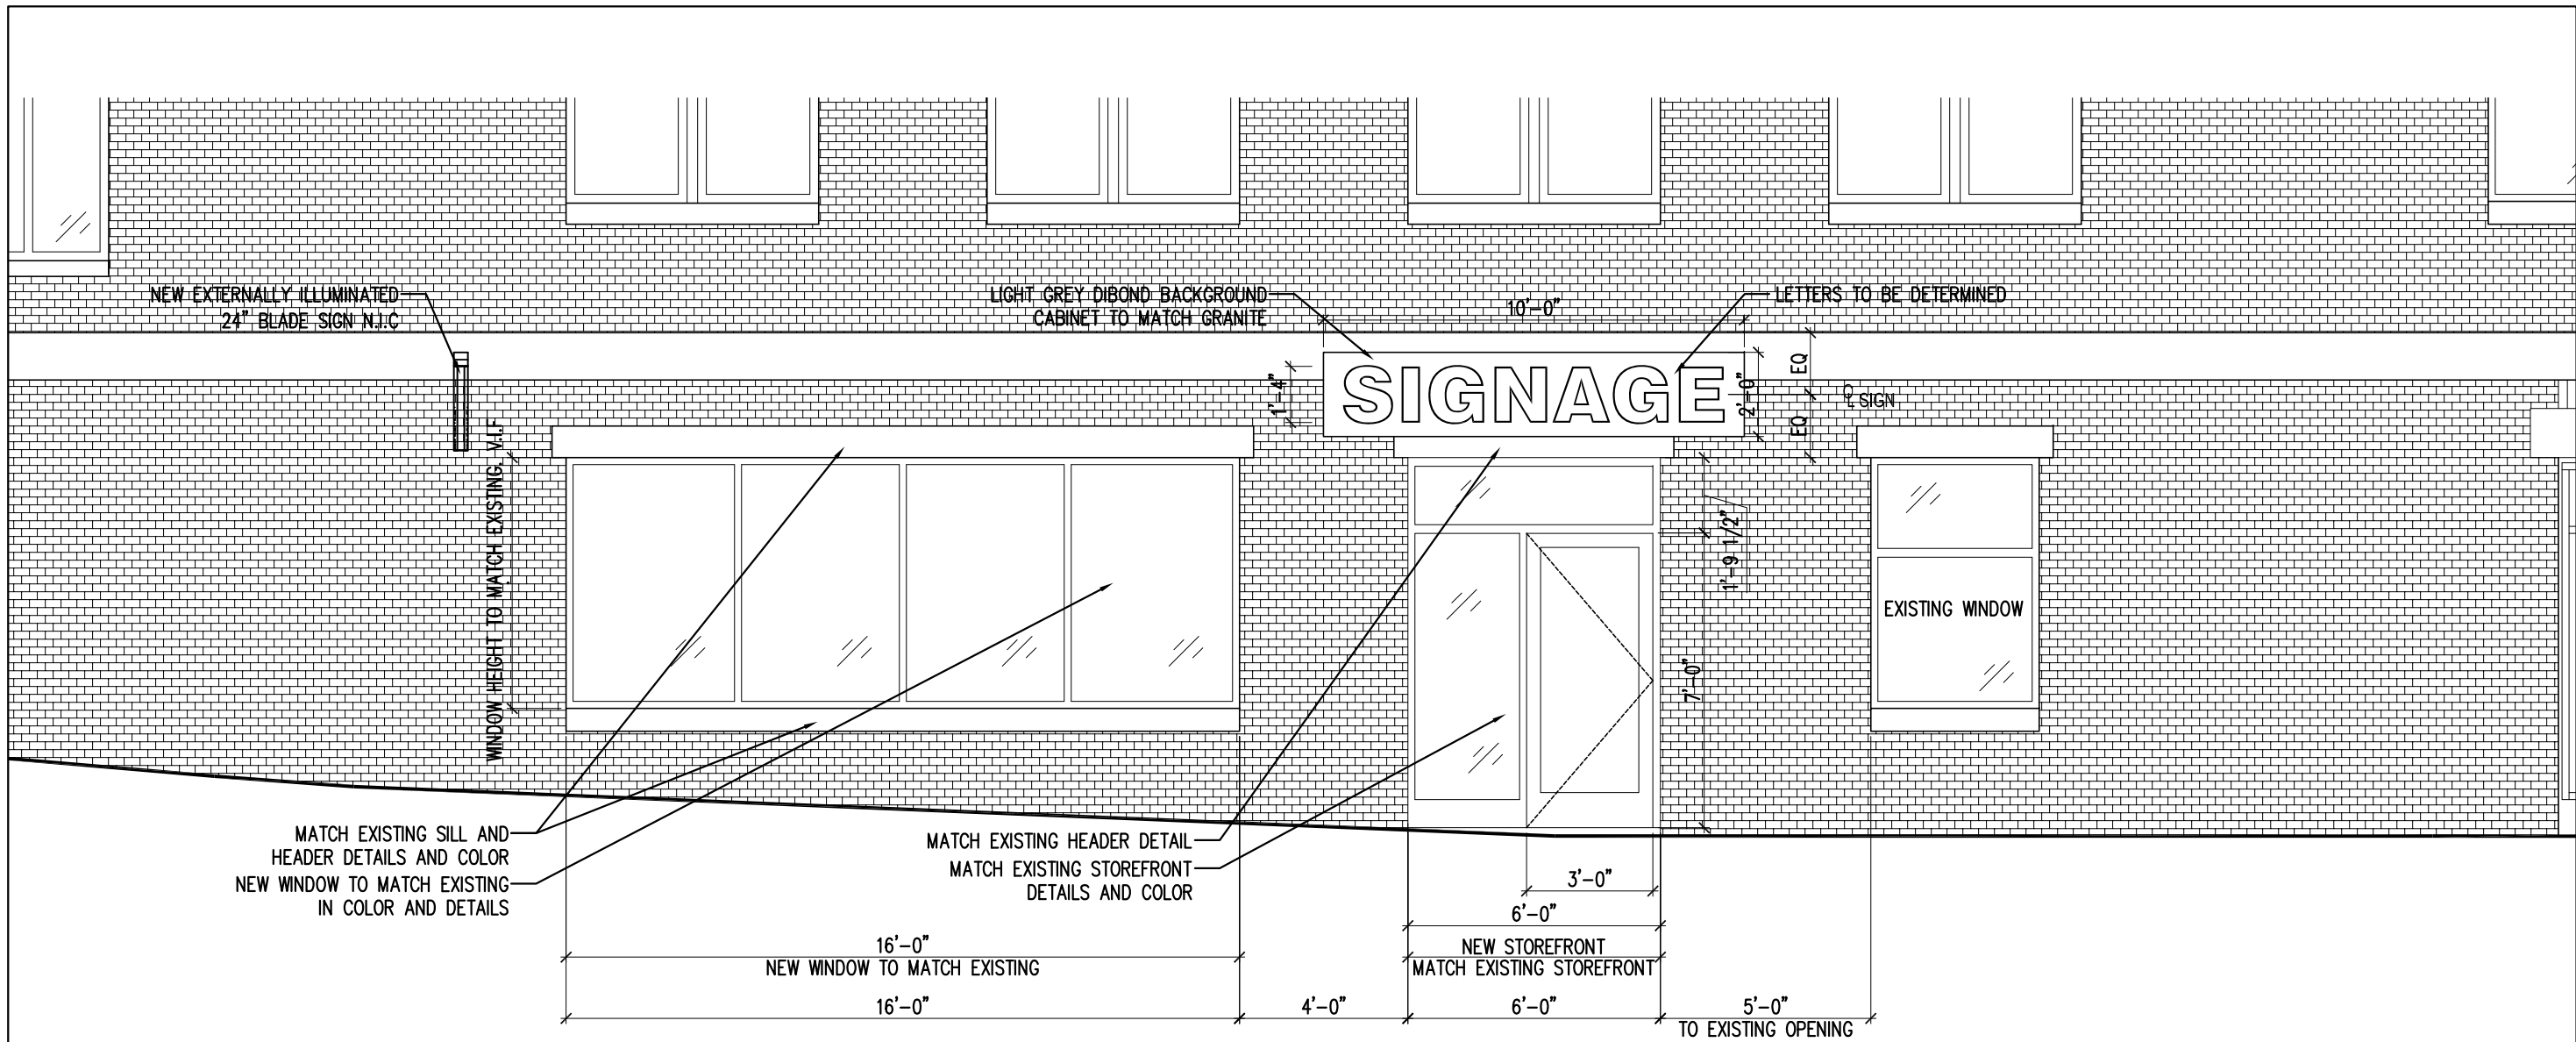 NEW EXTERNALLY ILLUMINATED
24" BLADE SIGN N.I.C
LIGHT GREY DIBOND BACKGROUND
CABINET TO MATCH GRANITE
10'-0"
LETTERS TO BE DETERMINED
1'-4"
SIGNAGE
2'-0"
EQ
EQ
CL SIGN
WINDOW HEIGHT TO MATCH EXISTING, V.I.F
1'-9 1/2"
7'-0"
EXISTING WINDOW
MATCH EXISTING SILL AND
HEADER DETAILS AND COLOR
NEW WINDOW TO MATCH EXISTING
IN COLOR AND DETAILS
MATCH EXISTING HEADER DETAIL
MATCH EXISTING STOREFRONT
DETAILS AND COLOR
3'-0"
6'-0"
NEW STOREFRONT
MATCH EXISTING STOREFRONT
16'-0"
NEW WINDOW TO MATCH EXISTING
16'-0"
4'-0"
6'-0"
5'-0"
TO EXISTING OPENING